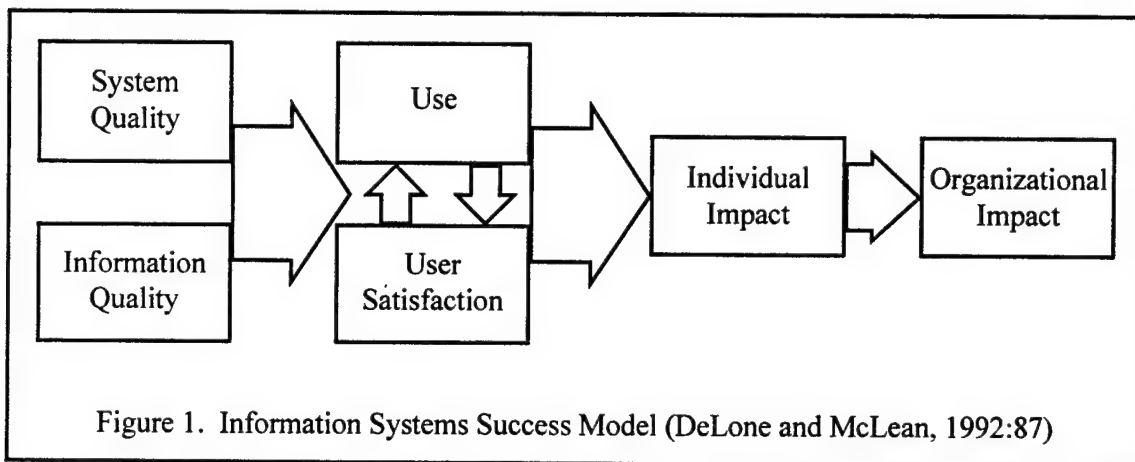 System
Quality
Use
Information
Quality
User
Satisfaction
Individual
Impact
Organizational
Impact
Figure 1.  Information Systems Success Model (DeLone and McLean, 1992:87)